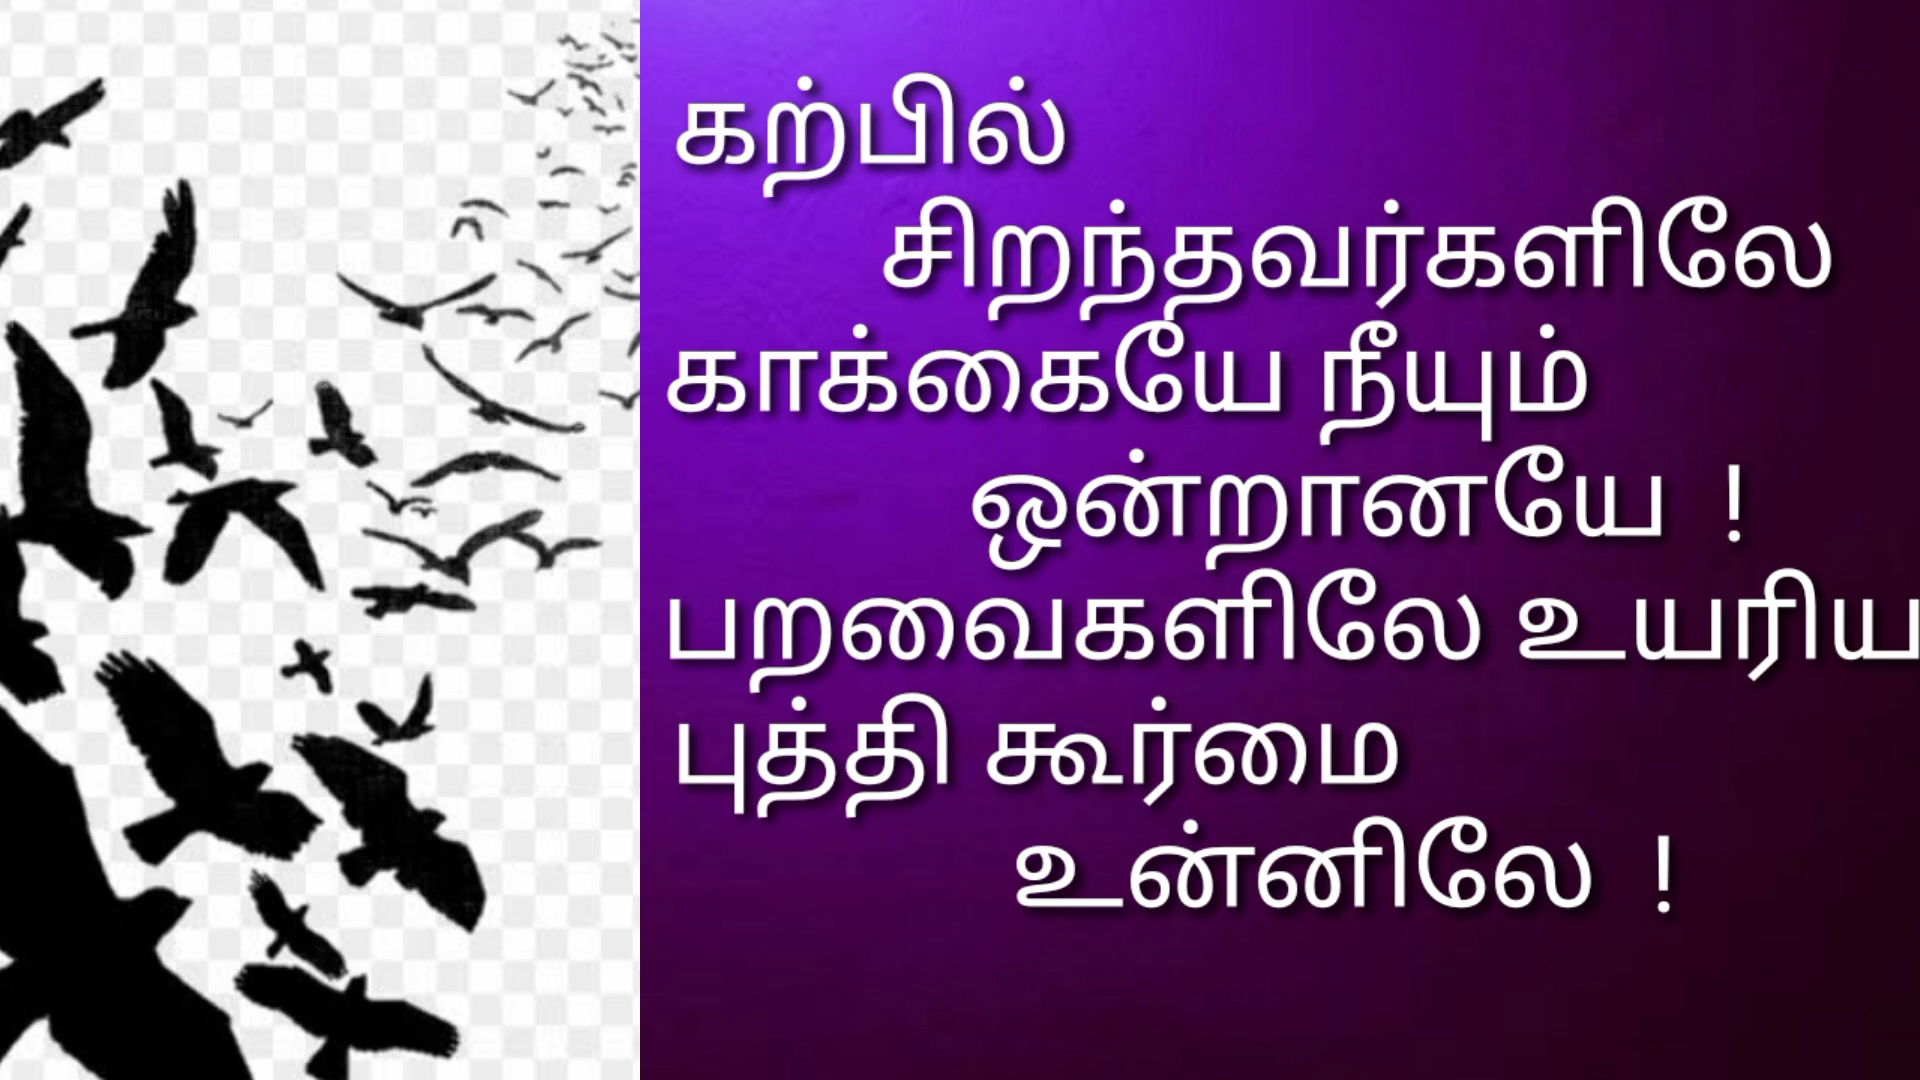 கற்பில்
சிறந்தவர்களிலே
காக்கையே நீயும்
ஒன்றானயே !
பறவைகளிலே உயரிய
புத்தி கூர்மை
உன்னிலே !